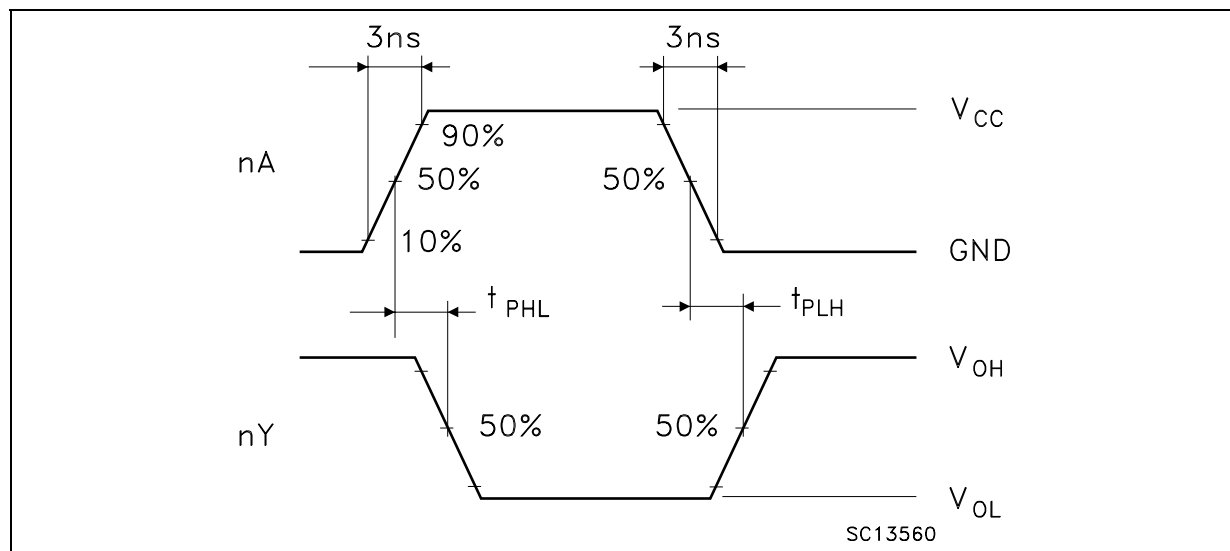 3ns 3ns
V CC
90%
nA
50% 50%
10%
GND
t PHL t PLH
V OH
50% 50%
nY
V OL
SC13560